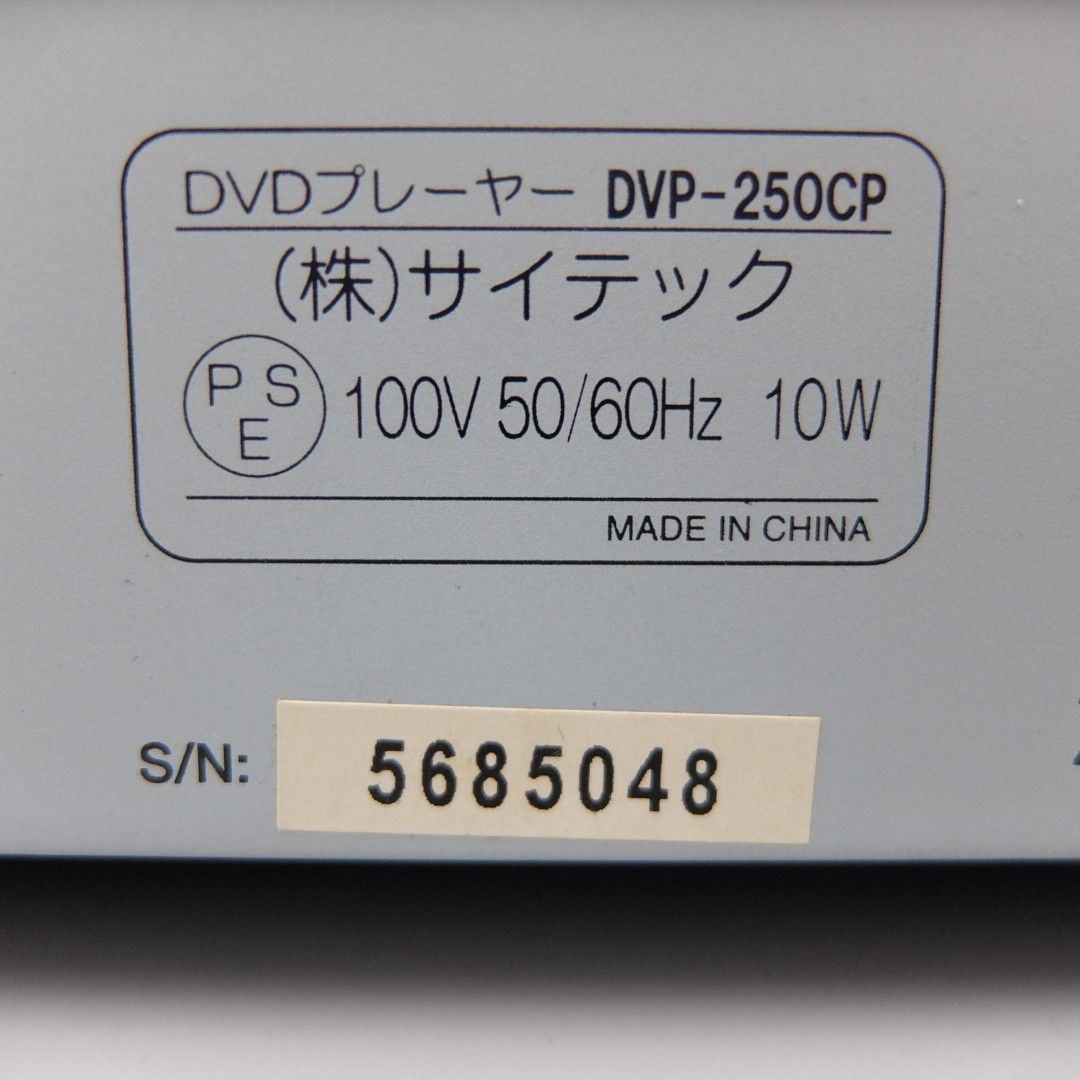 DVDプレーヤー DVP-250CP
(株)サイテック
PSE 100V 50/60Hz 10W
MADE IN CHINA
S/N: 5685048